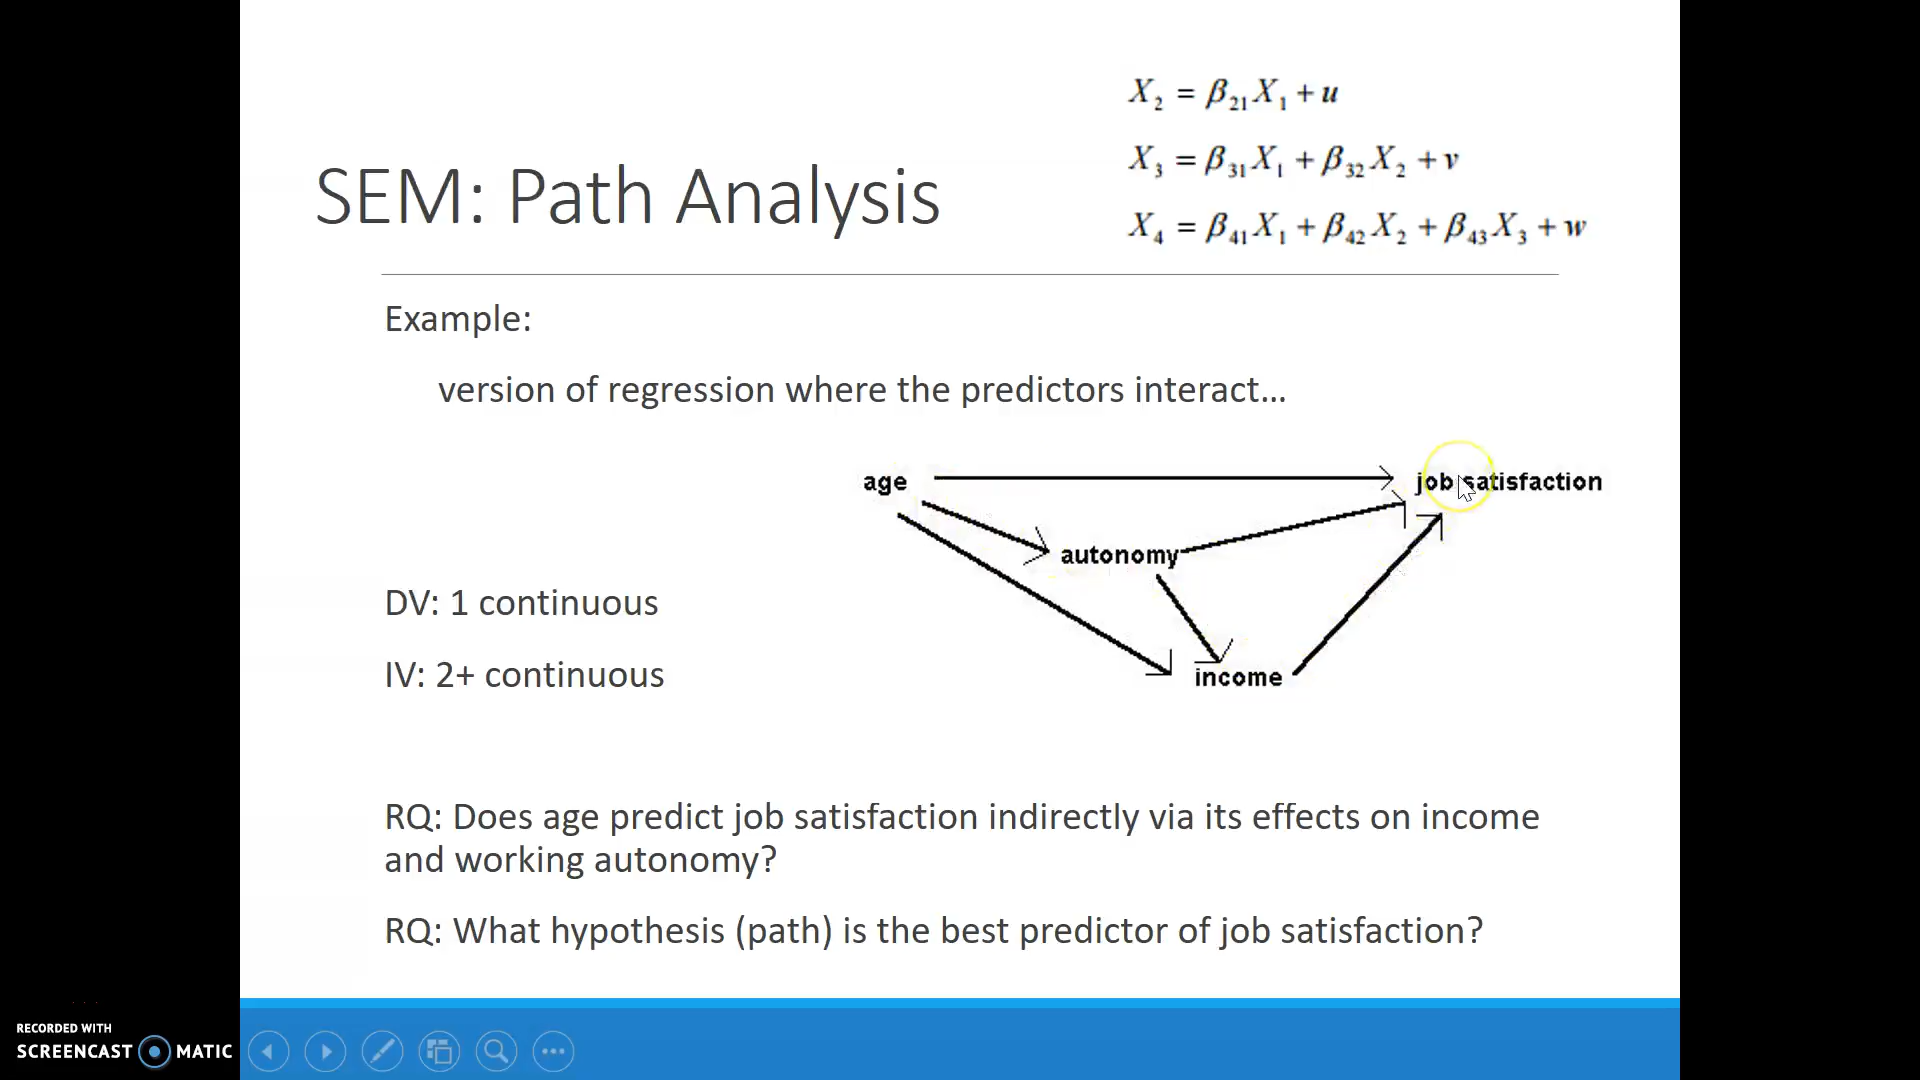 X₂ = β₂₁X₁ + u
X₃ = β₃₁X₁ + β₃₂X₂ + v
X₄ = β₄₁X₁ + β₄₂X₂ + β₄₃X₃ + w
SEM: Path Analysis
Example:
version of regression where the predictors interact...
age
job satisfaction
autonomy
income
DV: 1 continuous
IV: 2+ continuous
RQ: Does age predict job satisfaction indirectly via its effects on income
and working autonomy?
RQ: What hypothesis (path) is the best predictor of job satisfaction?
RECORDED WITH
SCREENCAST MATIC